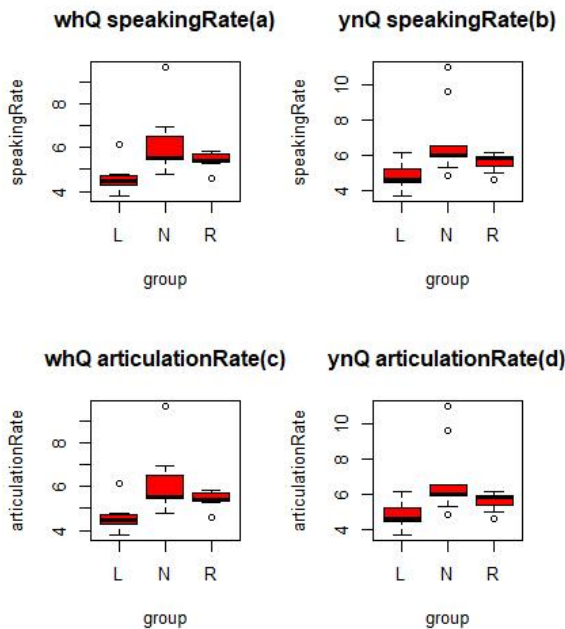 whQ speakingRate(a)
speakingRate
4
6
8
L N R
group
ynQ speakingRate(b)
speakingRate
4
6
8
10
L N R
group
whQ articulationRate(c)
articulationRate
4
6
8
L N R
group
ynQ articulationRate(d)
articulationRate
4
6
8
10
L N R
group